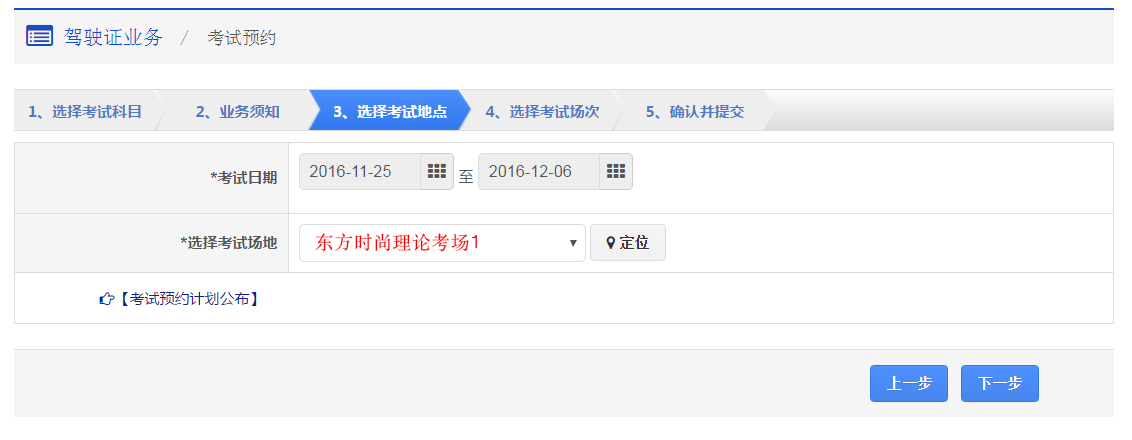 驾驶证业务 / 考试预约
1、选择考试科目 2、业务须知 3、选择考试地点 4、选择考试场次 5、确认并提交
*考试日期 2016-11-25 至 2016-12-06
*选择考试场地 东方时尚理论考场1 定位
【考试预约计划公布】
上一步 下一步